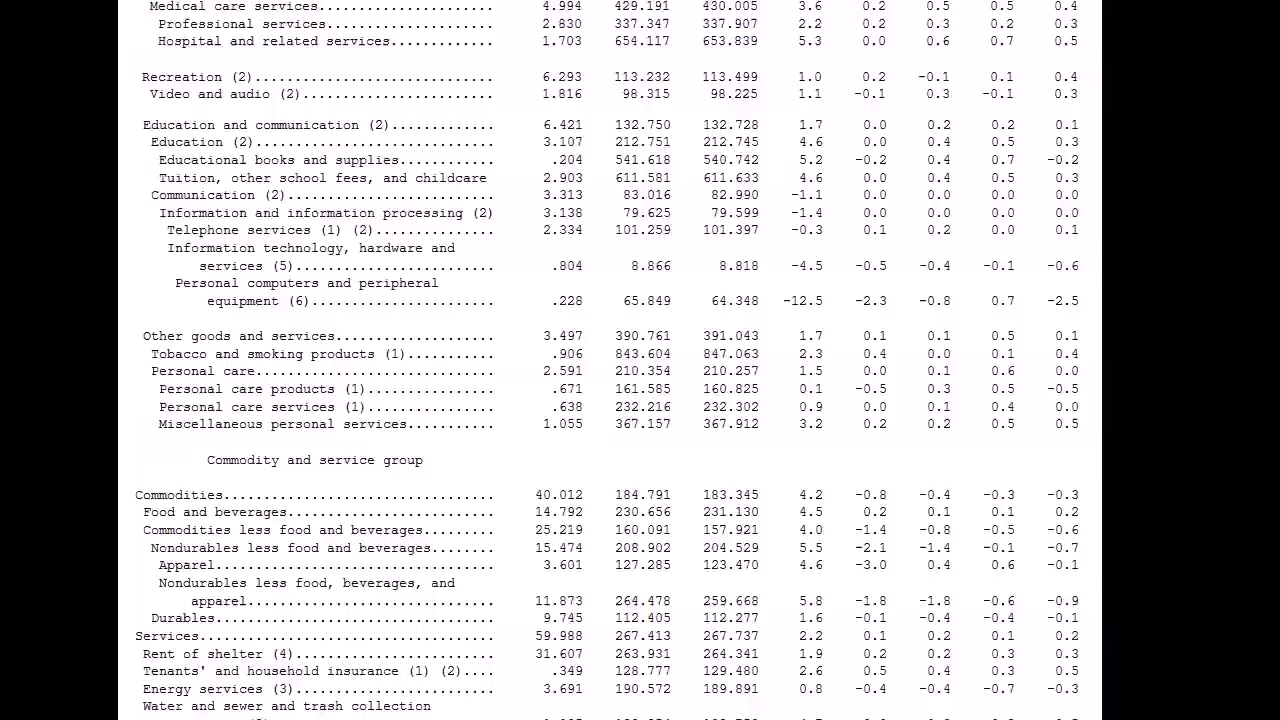 Medical care services..................... 4.994 429.191 430.005 3.6 0.2 0.5 0.5 0.4
Professional services.................... 2.830 337.347 337.907 2.2 0.2 0.3 0.2 0.3
Hospital and related services............ 1.703 654.117 653.839 5.3 0.0 0.6 0.7 0.5
Recreation (2)............................. 6.293 113.232 113.499 1.0 0.2 -0.1 0.1 0.4
Video and audio (2)....................... 1.816 98.315 98.225 1.1 -0.1 0.3 -0.1 0.3
Education and communication (2)............ 6.421 132.750 132.728 1.7 0.0 0.2 0.2 0.1
Education (2)............................. 3.107 212.751 212.745 4.6 0.0 0.4 0.5 0.3
Educational books and supplies........... .204 541.618 540.742 5.2 -0.2 0.4 0.7 -0.2
Tuition, other school fees, and childcare 2.903 611.581 611.633 4.6 0.0 0.4 0.5 0.3
Communication (2)......................... 3.313 83.016 82.990 -1.1 0.0 0.0 0.0 0.0
Information and information processing (2) 3.138 79.625 79.599 -1.4 0.0 0.0 0.0 0.0
Telephone services (1) (2).............. 2.334 101.259 101.397 -0.3 0.1 0.2 0.0 0.1
Information technology, hardware and
services (5)........................ .804 8.866 8.818 -4.5 -0.5 -0.4 -0.1 -0.6
Personal computers and peripheral
equipment (6)...................... .228 65.849 64.348 -12.5 -2.3 -0.8 0.7 -2.5
Other goods and services................... 3.497 390.761 391.043 1.7 0.1 0.1 0.5 0.1
Tobacco and smoking products (1).......... .906 843.604 847.063 2.3 0.4 0.0 0.1 0.4
Personal care............................. 2.591 210.354 210.257 1.5 0.0 0.1 0.6 0.0
Personal care products (1)............... .671 161.585 160.825 0.1 -0.5 0.3 0.5 -0.5
Personal care services (1)............... .638 232.216 232.302 0.9 0.0 0.1 0.4 0.0
Miscellaneous personal services.......... 1.055 367.157 367.912 3.2 0.2 0.2 0.5 0.5
Commodity and service group
Commodities................................. 40.012 184.791 183.345 4.2 -0.8 -0.4 -0.3 -0.3
Food and beverages......................... 14.792 230.656 231.130 4.5 0.2 0.1 0.1 0.2
Commodities less food and beverages........ 25.219 160.091 157.921 4.0 -1.4 -0.8 -0.5 -0.6
Nondurables less food and beverages....... 15.474 208.902 204.529 5.5 -2.1 -1.4 -0.1 -0.7
Apparel.................................. 3.601 127.285 123.470 4.6 -3.0 0.4 0.6 -0.1
Nondurables less food, beverages, and
apparel.............................. 11.873 264.478 259.668 5.8 -1.8 -1.8 -0.6 -0.9
Durables.................................. 9.745 112.405 112.277 1.6 -0.1 -0.4 -0.4 -0.1
Services.................................... 59.988 267.413 267.737 2.2 0.1 0.2 0.1 0.2
Rent of shelter (4)........................ 31.607 263.931 264.341 1.9 0.2 0.2 0.3 0.3
Tenants' and household insurance (1) (2).... .349 128.777 129.480 2.6 0.5 0.4 0.3 0.5
Energy services (3)........................ 3.691 190.572 189.891 0.8 -0.4 -0.4 -0.7 -0.3
Water and sewer and trash collection